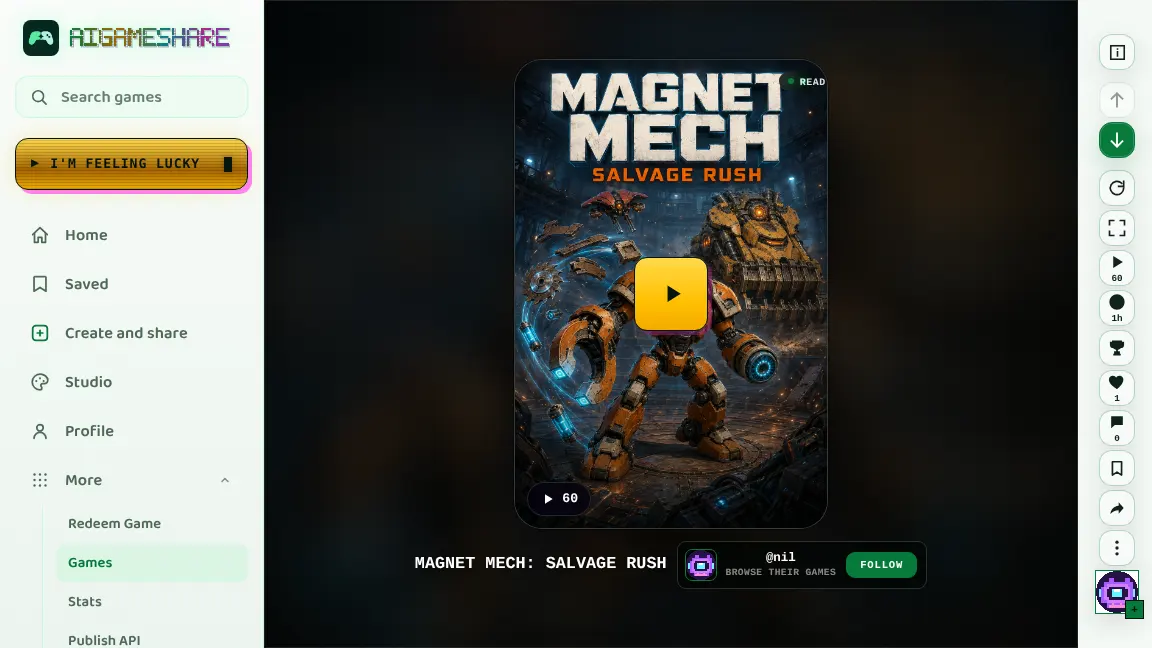 AIGAMESHARE
Search games
I'M FEELING LUCKY
Home
Saved
Create and share
Studio
Profile
More
Redeem Game
Games
Stats
Publish API
READ
MAGNET
MECH
SALVAGE RUSH
60
MAGNET MECH: SALVAGE RUSH
@nil
BROWSE THEIR GAMES
FOLLOW
60
1h
1
0